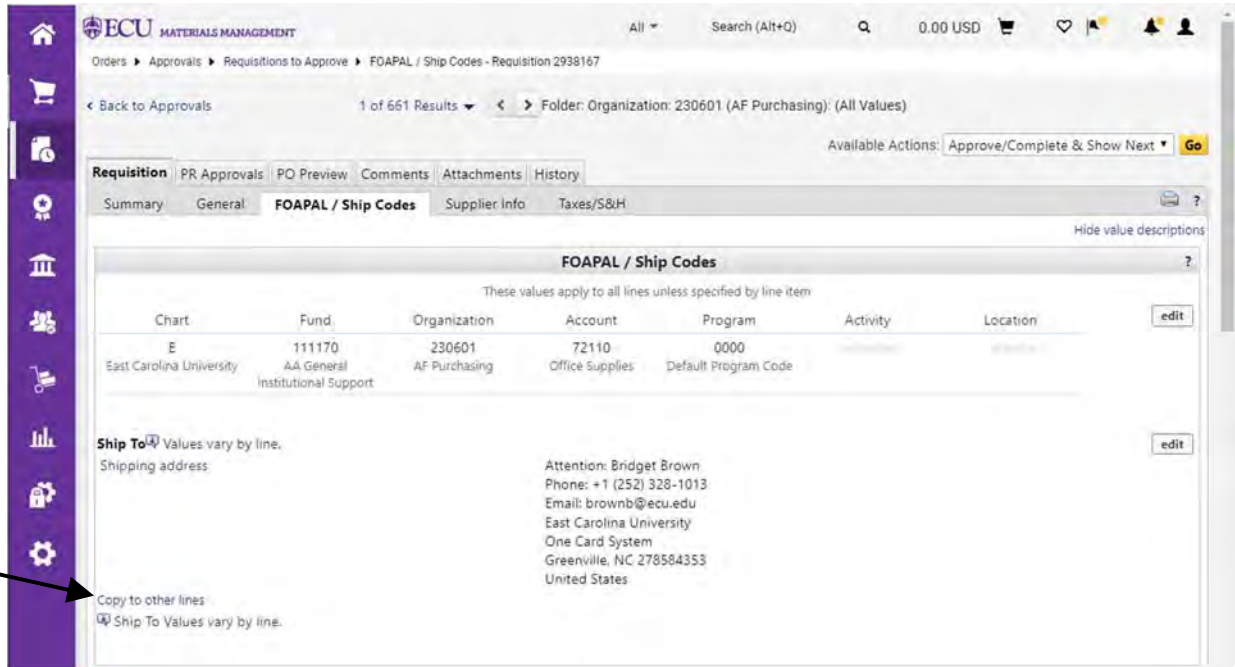 ECU MATERIALS MANAGEMENT All Search (Alt+Q) 0.00 USD
Orders ▸ Approvals ▸ Requisitions to Approve ▸ FOAPAL / Ship Codes - Requisition 2938167
< Back to Approvals 1 of 661 Results < > Folder: Organization: 230601 (AF Purchasing): (All Values)
Available Actions: Approve/Complete & Show Next Go
Requisition PR Approvals PO Preview Comments Attachments History
Summary General FOAPAL / Ship Codes Supplier Info Taxes/S&H ?
Hide value descriptions
FOAPAL / Ship Codes ?
These values apply to all lines unless specified by line item
Chart Fund Organization Account Program Activity Location edit
E 111170 230601 72110 0000
East Carolina University AA General AF Purchasing Office Supplies Default Program Code
Institutional Support
Ship To Values vary by line. edit
Shipping address Attention: Bridget Brown
Phone: +1 (252) 328-1013
Email: brownb@ecu.edu
East Carolina University
One Card System
Greenville, NC 278584353
United States
Copy to other lines
Ship To Values vary by line.